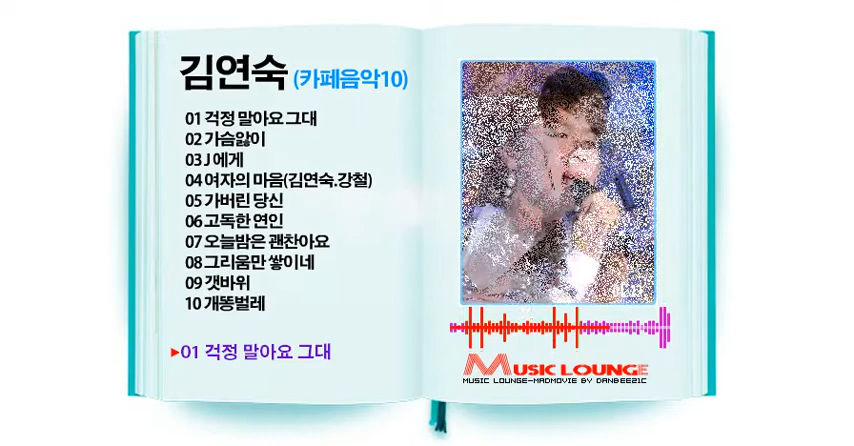 김연숙 (카페음악10)
01 걱정 말아요 그대
02 가슴앓이
03 J 에게
04 여자의 마음(김연숙.강철)
05 가버린 당신
06 고독한 연인
07 오늘밤은 괜찬아요
08 그리움만 쌓이네
09 갯바위
10 개똥벌레
▶01 걱정 말아요 그대
MUSIC LOUNGE
MUSIC LOUNGE-MADMOVIE BY DANBEE21C